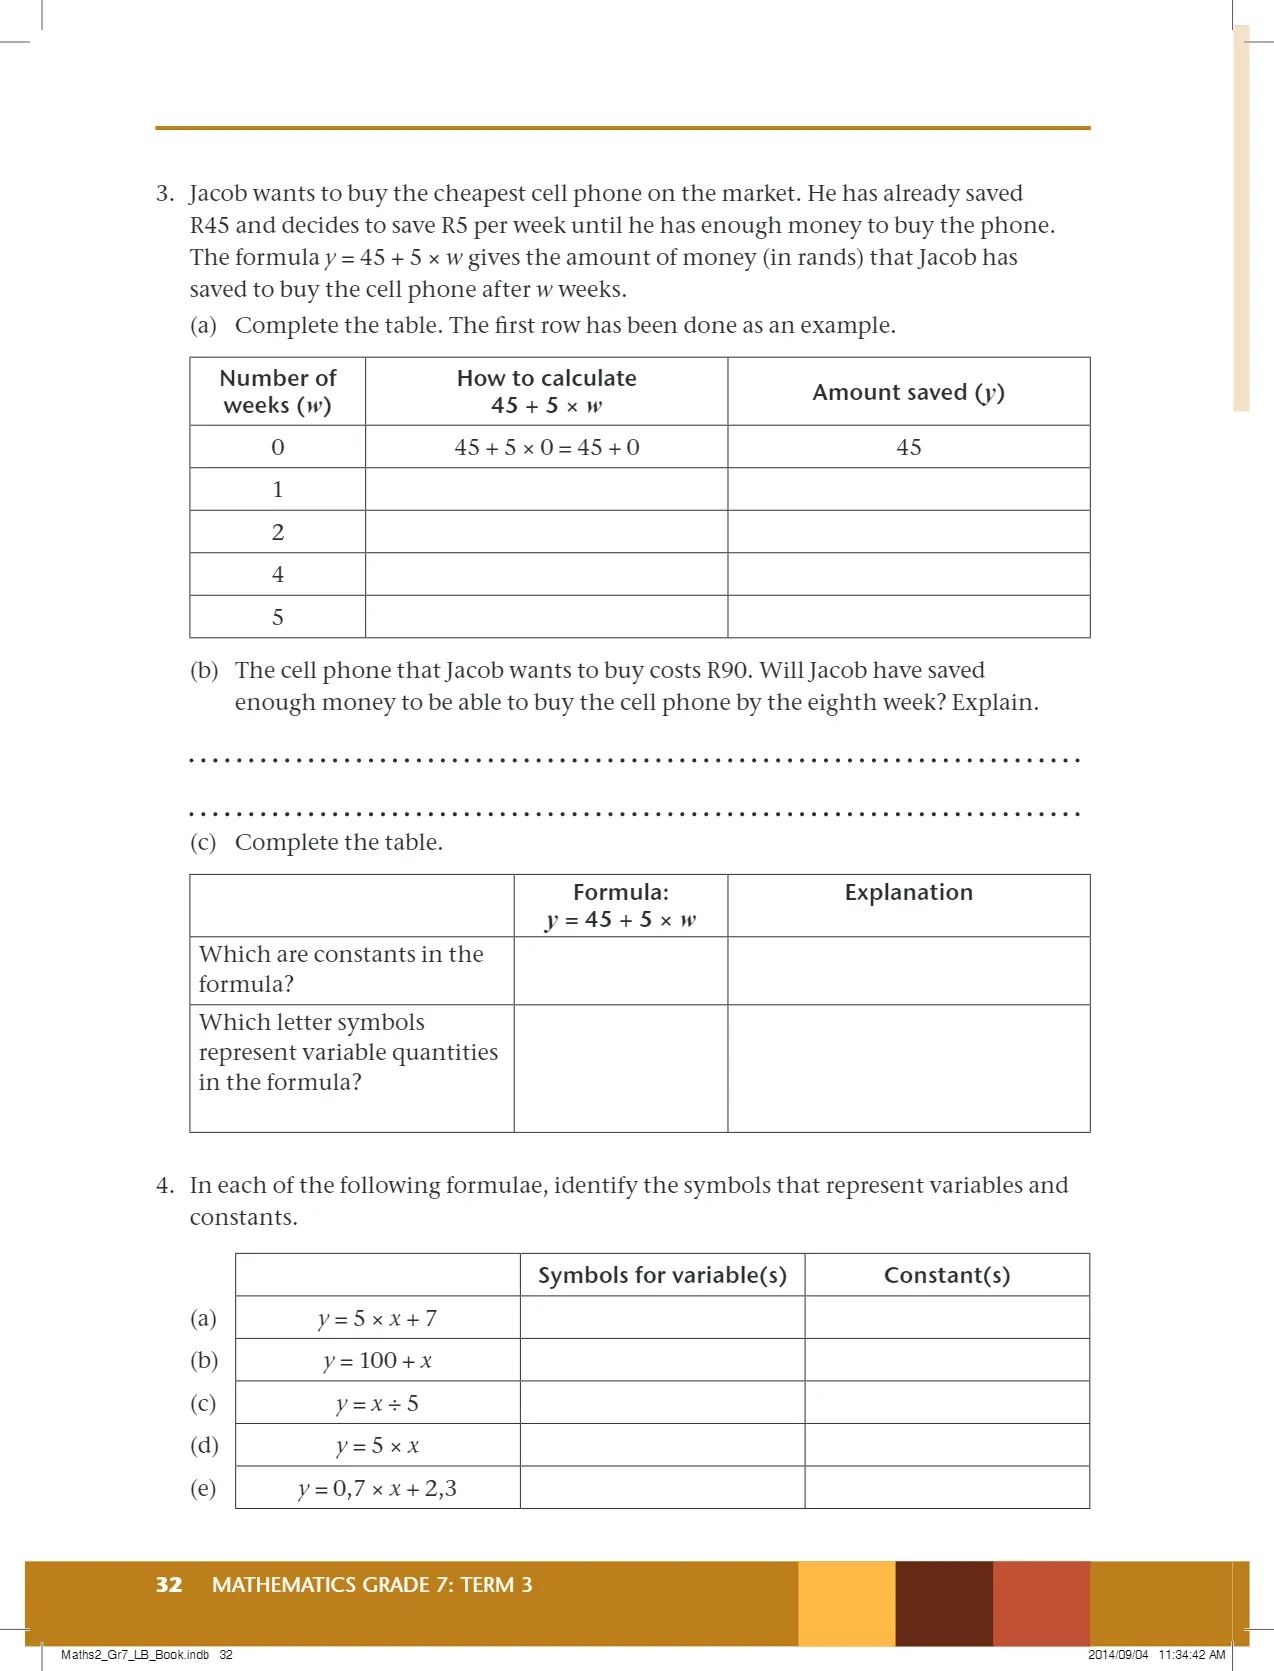 3. Jacob wants to buy the cheapest cell phone on the market. He has already saved
R45 and decides to save R5 per week until he has enough money to buy the phone.
The formula y = 45 + 5 × w gives the amount of money (in rands) that Jacob has
saved to buy the cell phone after w weeks.
(a) Complete the table. The first row has been done as an example.
Number of weeks (w) How to calculate 45 + 5 × w Amount saved (y)
0 45 + 5 × 0 = 45 + 0 45
1
2
4
5
(b) The cell phone that Jacob wants to buy costs R90. Will Jacob have saved
enough money to be able to buy the cell phone by the eighth week? Explain.
(c) Complete the table.
Formula: Explanation
y = 45 + 5 × w
Which are constants in the
formula?
Which letter symbols
represent variable quantities
in the formula?
4. In each of the following formulae, identify the symbols that represent variables and
constants.
Symbols for variable(s) Constant(s)
(a) y = 5 × x + 7
(b) y = 100 + x
(c) y = x ÷ 5
(d) y = 5 × x
(e) y = 0,7 × x + 2,3
32 MATHEMATICS GRADE 7: TERM 3
Maths2_Gr7_LB_Book.indb 32 2014/09/04 11:34:42 AM